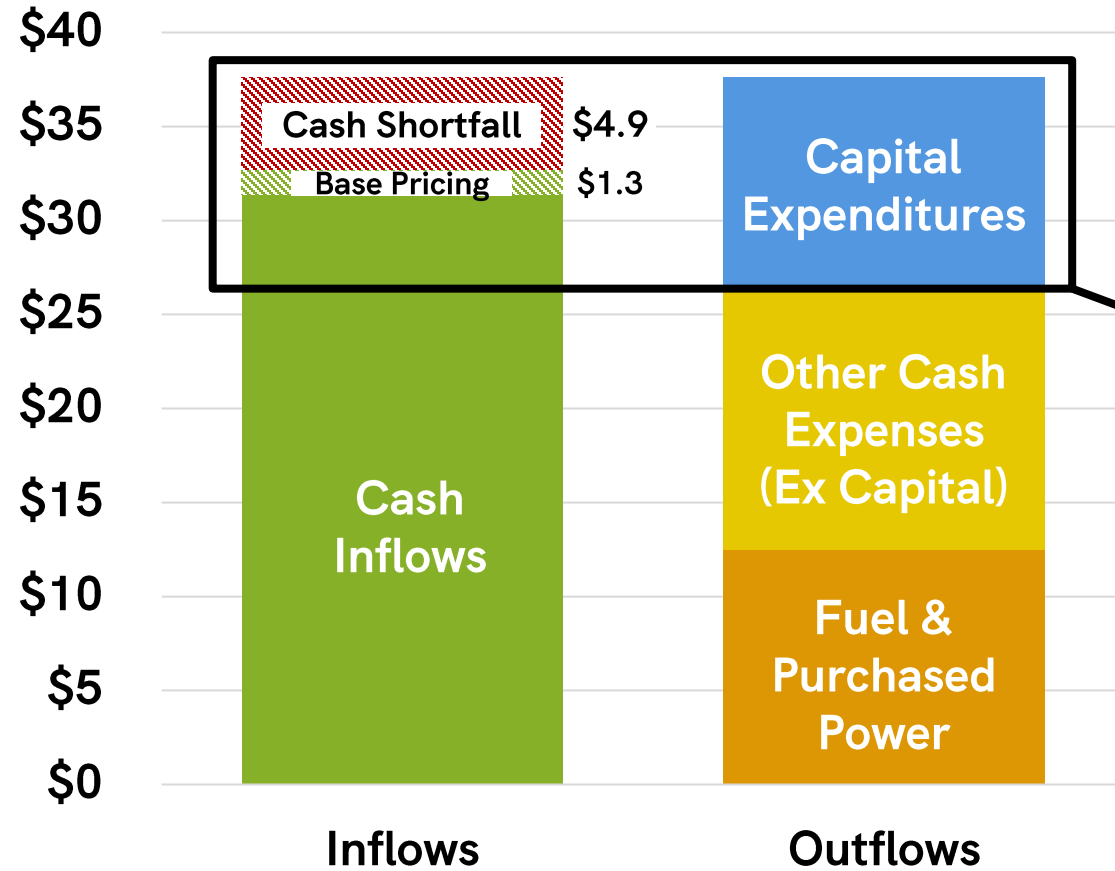 $40
$35
$30
$25
$20
$15
$10
$5
$0
Cash Shortfall
$4.9
Base Pricing
$1.3
Cash
Inflows
Capital
Expenditures
Other Cash
Expenses
(Ex Capital)
Fuel &
Purchased
Power
Inflows
Outflows